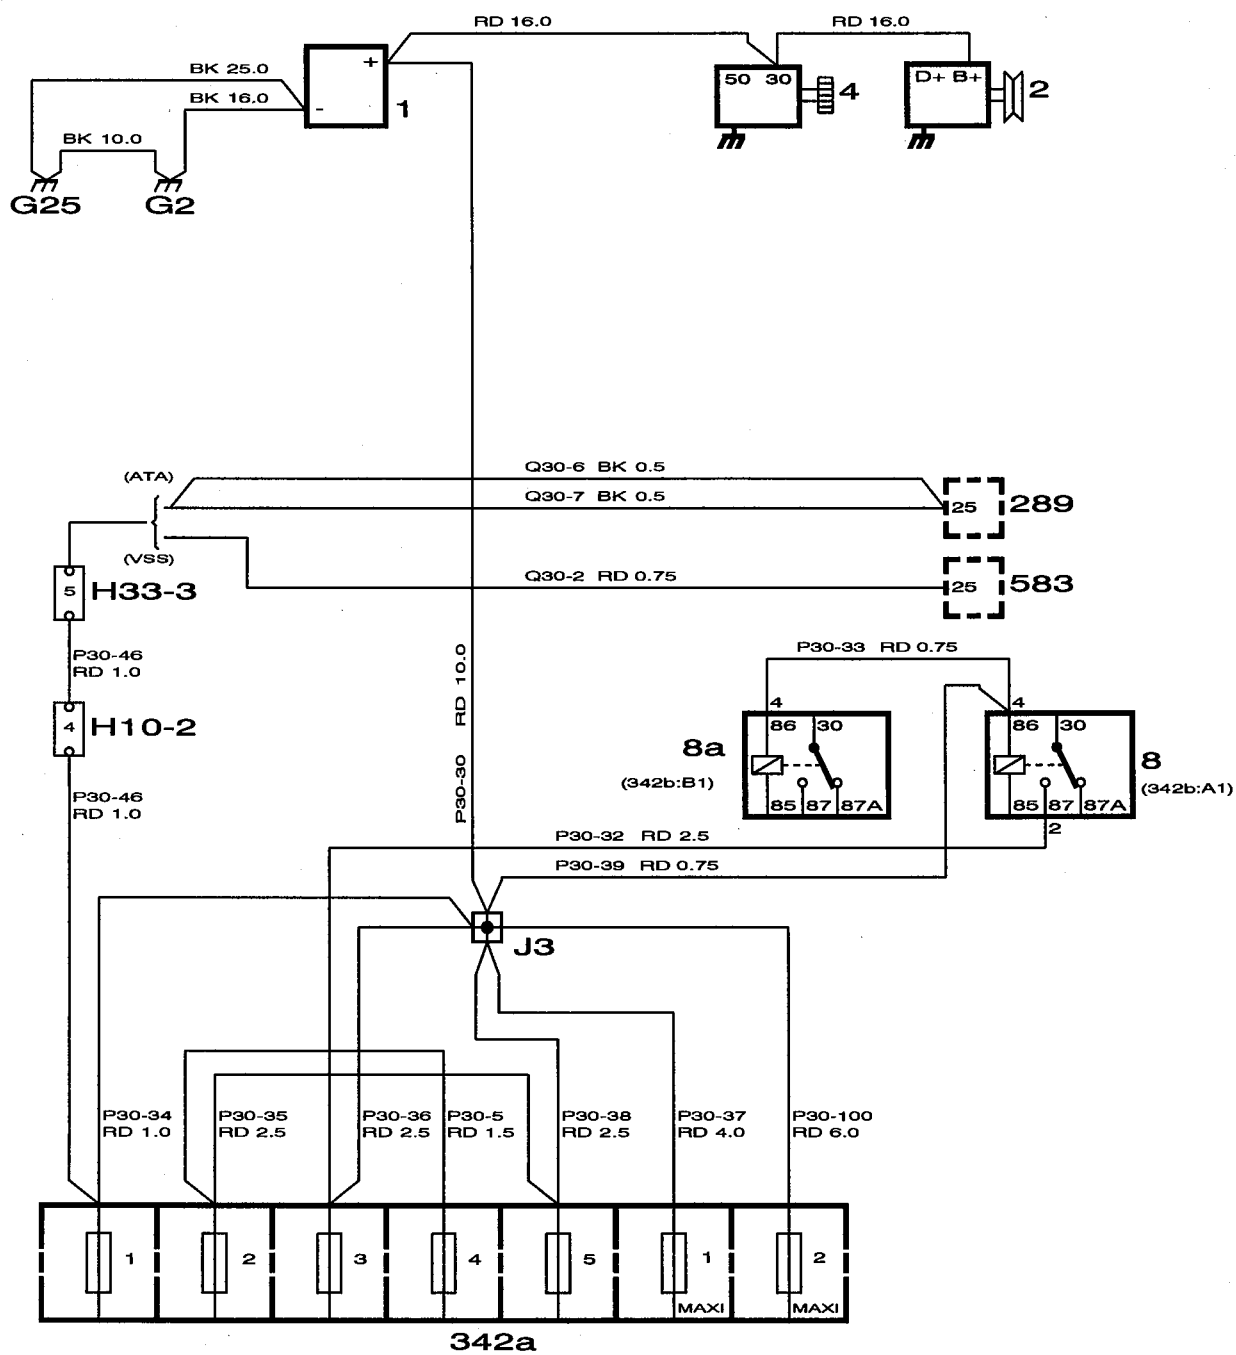 RD 16.0
RD 16.0
BK 25.0
+
50 30
D+ B+
BK 16.0
-
1
4
2
BK 10.0
G25
G2
(ATA)
Q30-6 BK 0.5
Q30-7 BK 0.5
25
289
(VSS)
Q30-2 RD 0.75
25
583
5
H33-3
P30-46
RD 1.0
P30-30 RD 10.0
P30-33 RD 0.75
4
H10-2
4
86 30
8a
(342b:B1)
85 87 87A
4
86 30
8
(342b:A1)
85 87 87A
2
P30-46
RD 1.0
P30-32 RD 2.5
P30-39 RD 0.75
J3
P30-34
RD 1.0
P30-35
RD 2.5
P30-36
RD 2.5
P30-5
RD 1.5
P30-38
RD 2.5
P30-37
RD 4.0
P30-100
RD 6.0
1
2
3
4
5
1
MAXI
2
MAXI
342a